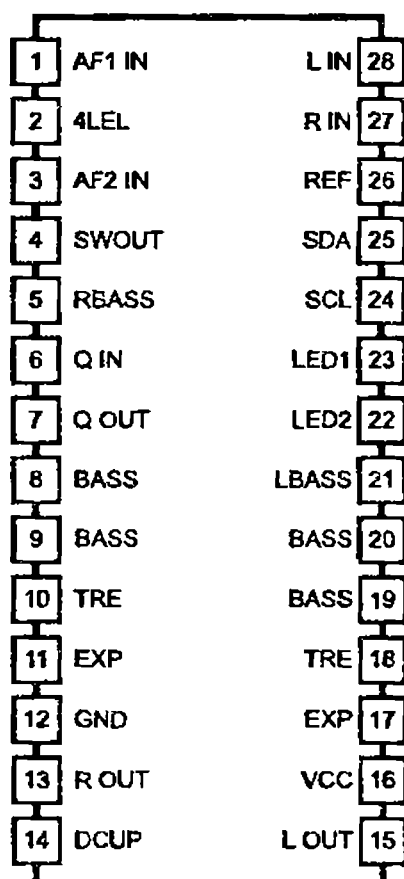 1 AF1 IN L IN 28
2 4LEL R IN 27
3 AF2 IN REF 26
4 SWOUT SDA 25
5 RBASS SCL 24
6 Q IN LED1 23
7 Q OUT LED2 22
8 BASS LBASS 21
9 BASS BASS 20
10 TRE BASS 19
11 EXP TRE 18
12 GND EXP 17
13 R OUT VCC 16
14 DCUP L OUT 15